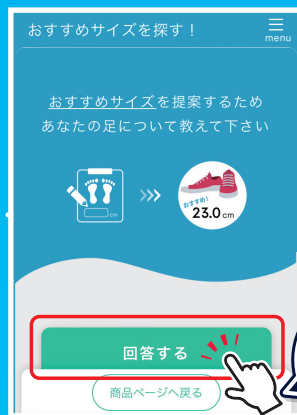 おすすめサイズを探す！
menu
おすすめサイズを提案するため
あなたの足について教えて下さい
cm
おすすめ!
23.0cm
回答する
商品ページへ戻る